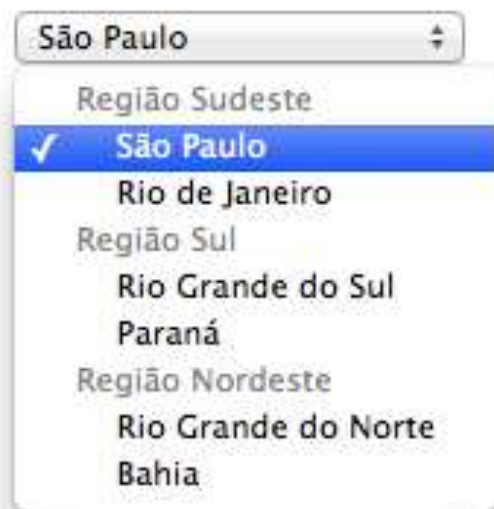 São Paulo
Região Sudeste
✓ São Paulo
Rio de Janeiro
Região Sul
Rio Grande do Sul
Paraná
Região Nordeste
Rio Grande do Norte
Bahia